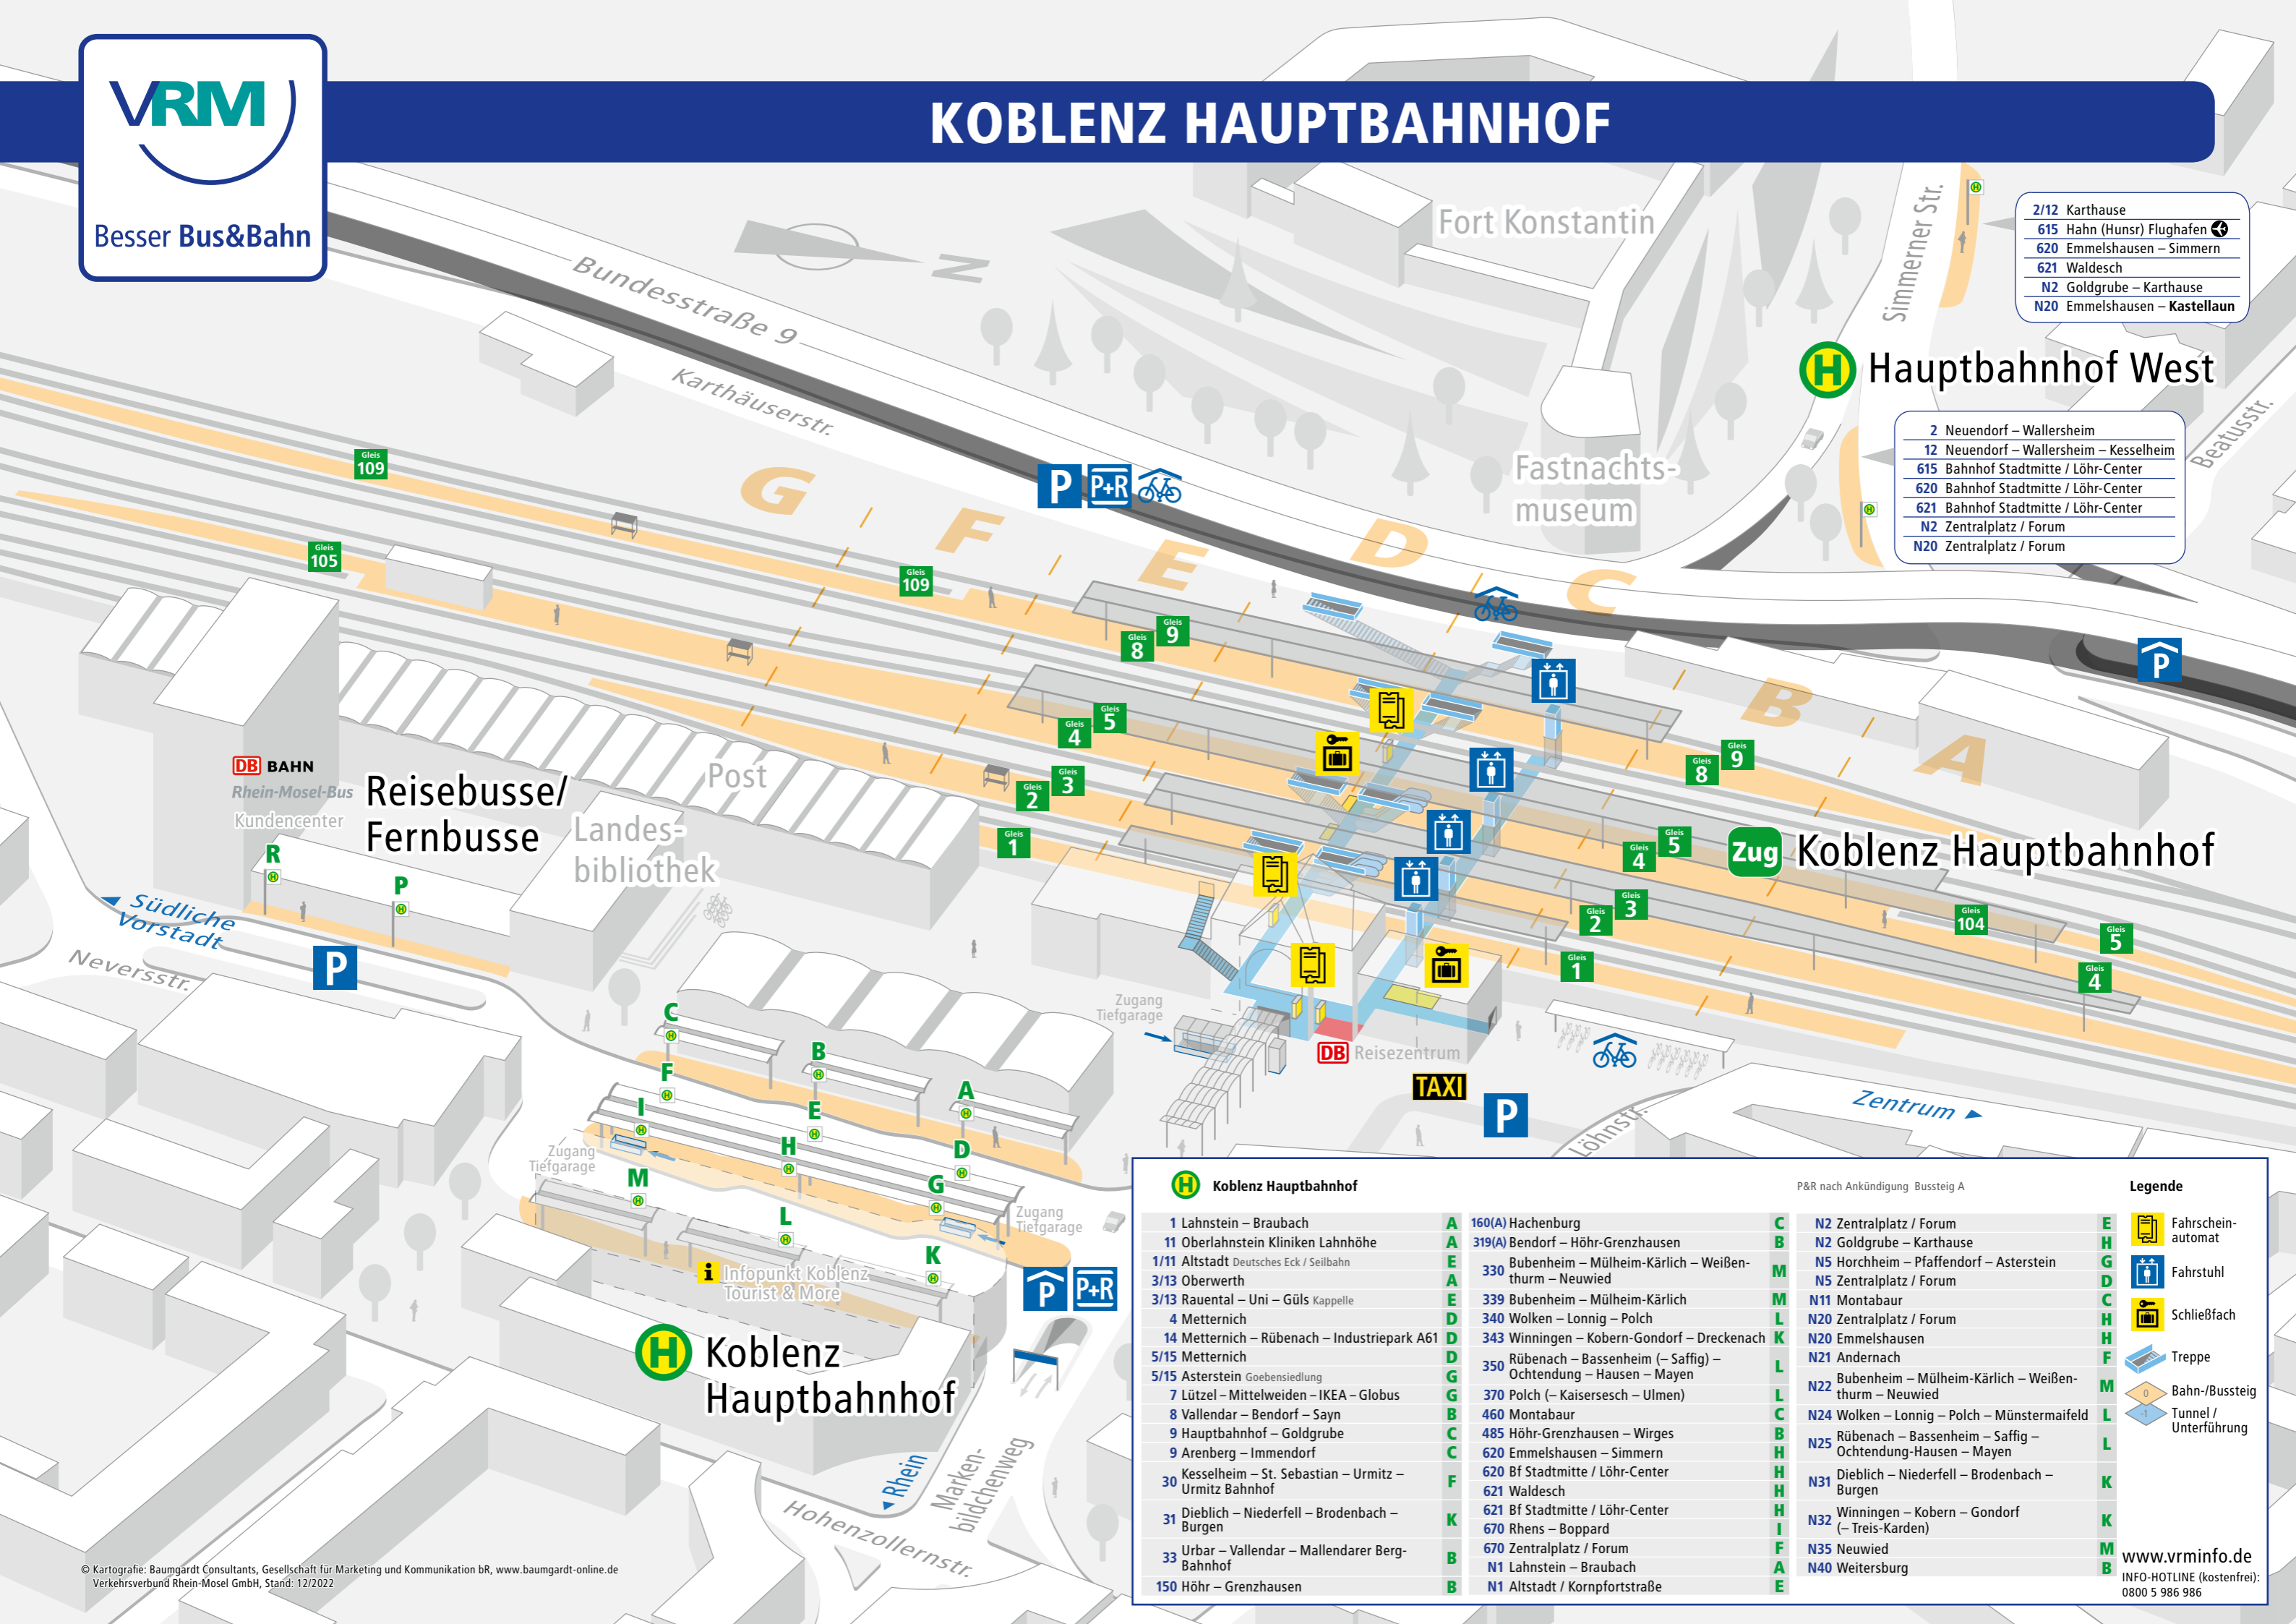 VRM
Besser Bus&Bahn
KOBLENZ HAUPTBAHNHOF
Fort Konstantin
Simmerner Str.
2/12 Karthause
615 Hahn (Hunsr) Flughafen
620 Emmelshausen – Simmern
621 Waldesch
N2 Goldgrube – Karthause
N20 Emmelshausen – Kastellaun
N
Bundesstraße 9
Karthäuserstr.
H Hauptbahnhof West
2 Neuendorf – Wallersheim
12 Neuendorf – Wallersheim – Kesselheim
615 Bahnhof Stadtmitte / Löhr-Center
620 Bahnhof Stadtmitte / Löhr-Center
621 Bahnhof Stadtmitte / Löhr-Center
N2 Zentralplatz / Forum
N20 Zentralplatz / Forum
Beatusstr.
Fastnachts-
museum
P P+R
G F E D C B A
Gleis 109
Gleis 105
Gleis 109
Gleis 9
Gleis 8
Gleis 5
Gleis 4
Gleis 3
Gleis 2
Gleis 1
P
Gleis 9
Gleis 8
Gleis 5
Gleis 4
Zug Koblenz Hauptbahnhof
Gleis 3
Gleis 2
Gleis 104
Gleis 5
Gleis 4
Gleis 1
DB BAHN
Rhein-Mosel-Bus
Kundencenter
Reisebusse/
Fernbusse
Post
Landes-
bibliothek
R
P
Südliche
Vorstadt
Neversstr.
P
Zugang
Tiefgarage
DB Reisezentrum
TAXI
P
Löhnstr.
Zentrum
C
B
A
F
E
D
I
H
G
M
L
K
Zugang
Tiefgarage
Zugang
Tiefgarage
i Infopunkt Koblenz
Tourist & More
P P+R
H Koblenz
Hauptbahnhof
Rhein
Marken-
bildchenweg
Hohenzollernstr.
© Kartografie: Baumgardt Consultants, Gesellschaft für Marketing und Kommunikation bR, www.baumgardt-online.de
Verkehrsverbund Rhein-Mosel GmbH, Stand: 12/2022
H Koblenz Hauptbahnhof
P&R nach Ankündigung Bussteig A
1 Lahnstein – Braubach A
11 Oberlahnstein Kliniken Lahnhöhe A
1/11 Altstadt Deutsches Eck / Seilbahn E
3/13 Oberwerth A
3/13 Rauental – Uni – Güls Kappelle E
4 Metternich D
14 Metternich – Rübenach – Industriepark A61 D
5/15 Metternich D
5/15 Asterstein Goebensiedlung G
7 Lützel – Mittelweiden – IKEA – Globus G
8 Vallendar – Bendorf – Sayn B
9 Hauptbahnhof – Goldgrube C
9 Arenberg – Immendorf C
30 Kesselheim – St. Sebastian – Urmitz –
Urmitz Bahnhof F
31 Dieblich – Niederfell – Brodenbach –
Burgen K
33 Urbar – Vallendar – Mallendarer Berg-
Bahnhof B
150 Höhr – Grenzhausen B
160(A) Hachenburg C
319(A) Bendorf – Höhr-Grenzhausen B
330 Bubenheim – Mülheim-Kärlich – Weißen-
thurm – Neuwied M
339 Bubenheim – Mülheim-Kärlich M
340 Wolken – Lonnig – Polch L
343 Winningen – Kobern-Gondorf – Dreckenach K
350 Rübenach – Bassenheim (– Saffig) –
Ochtendung – Hausen – Mayen L
370 Polch (– Kaisersesch – Ulmen) L
460 Montabaur C
485 Höhr-Grenzhausen – Wirges B
620 Emmelshausen – Simmern H
620 Bf Stadtmitte / Löhr-Center H
621 Waldesch H
621 Bf Stadtmitte / Löhr-Center H
670 Rhens – Boppard I
670 Zentralplatz / Forum F
N1 Lahnstein – Braubach A
N1 Altstadt / Kornpfortstraße E
N2 Zentralplatz / Forum E
N2 Goldgrube – Karthause H
N5 Horchheim – Pfaffendorf – Asterstein G
N5 Zentralplatz / Forum D
N11 Montabaur C
N20 Zentralplatz / Forum H
N20 Emmelshausen H
N21 Andernach F
N22 Bubenheim – Mülheim-Kärlich – Weißen-
thurm – Neuwied M
N24 Wolken – Lonnig – Polch – Münstermaifeld L
N25 Rübenach – Bassenheim – Saffig –
Ochtendung-Hausen – Mayen L
N31 Dieblich – Niederfell – Brodenbach –
Burgen K
N32 Winningen – Kobern – Gondorf
(– Treis-Karden) K
N35 Neuwied M
N40 Weitersburg B
Legende
Fahrschein-
automat
Fahrstuhl
Schließfach
Treppe
0 Bahn-/Bussteig
-1 Tunnel /
Unterführung
www.vrminfo.de
INFO-HOTLINE (kostenfrei):
0800 5 986 986